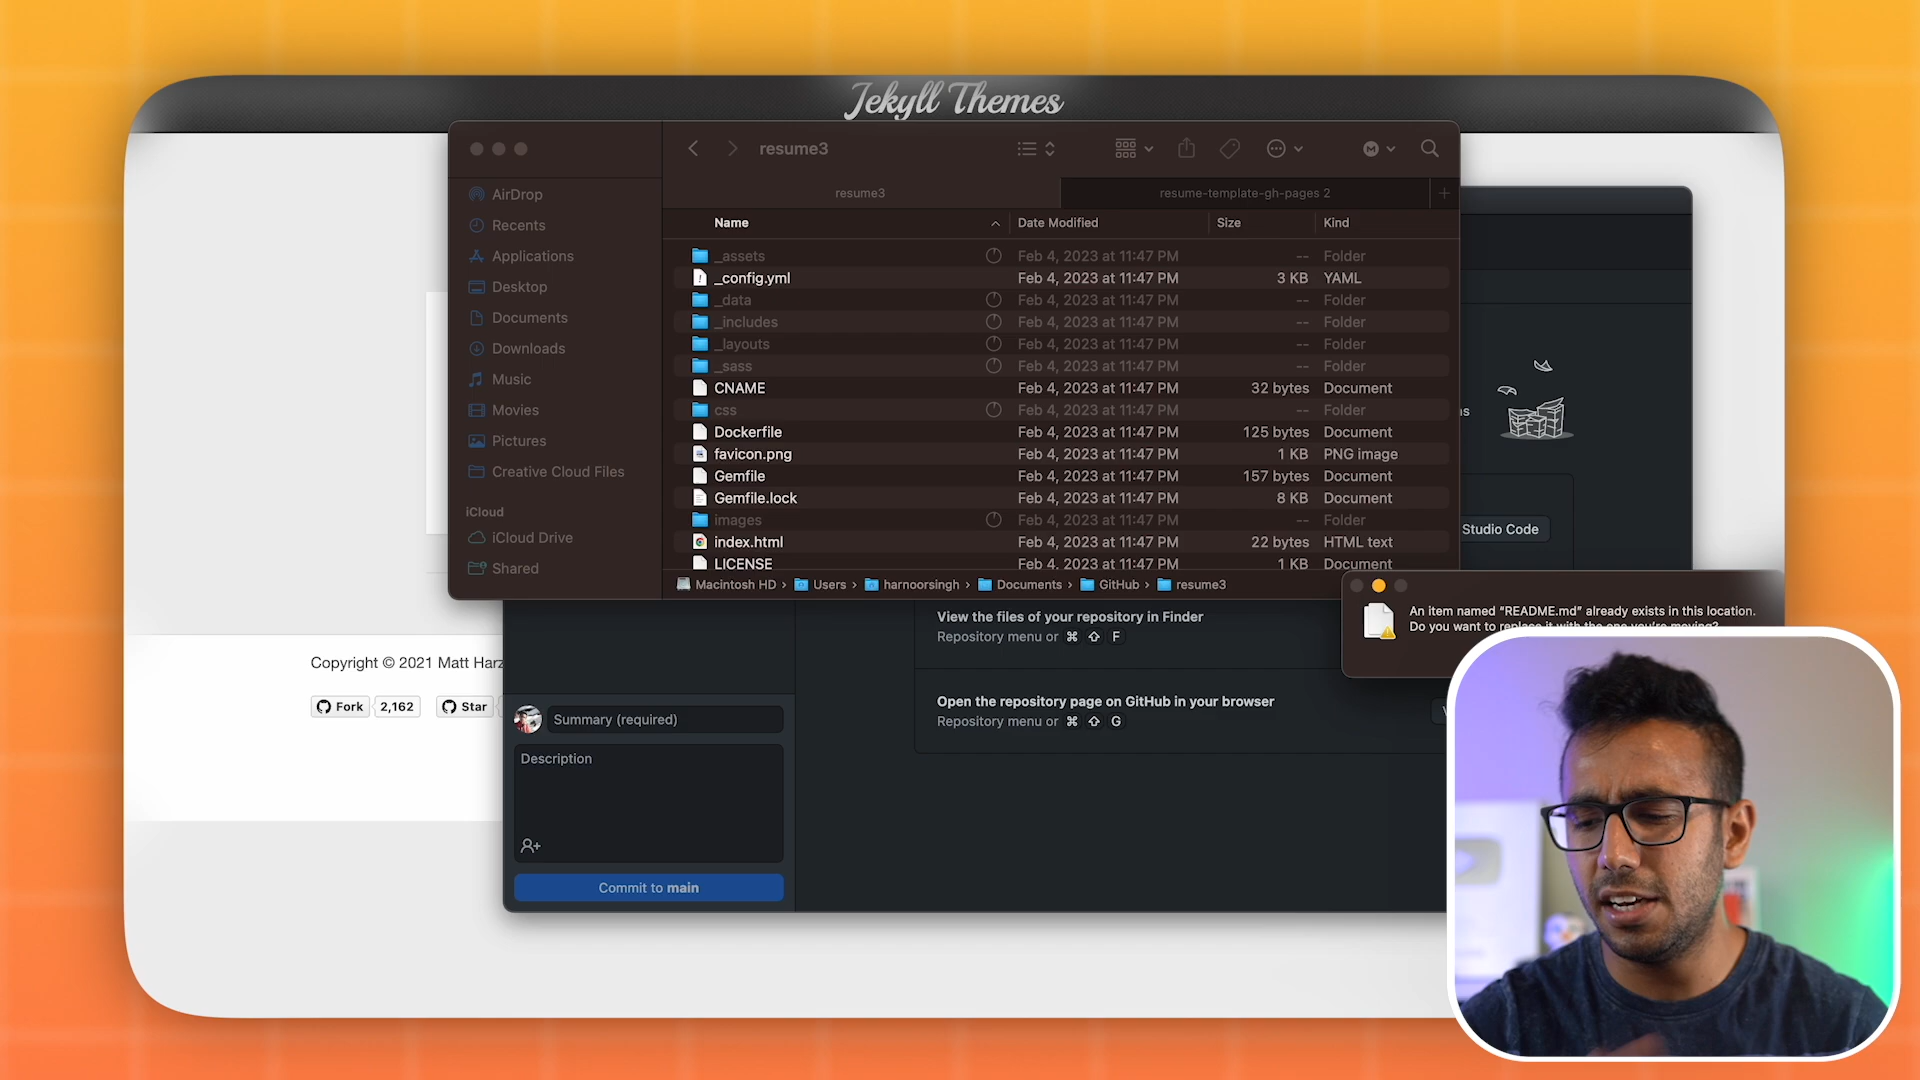 Jekyll Themes
resume3
resume3
resume-template-gh-pages 2
AirDrop
Recents
Applications
Desktop
Documents
Downloads
Music
Movies
Pictures
Creative Cloud Files
iCloud
iCloud Drive
Shared
Name Date Modified Size Kind
_assets Feb 4, 2023 at 11:47 PM -- Folder
_config.yml Feb 4, 2023 at 11:47 PM 3 KB YAML
_data Feb 4, 2023 at 11:47 PM -- Folder
_includes Feb 4, 2023 at 11:47 PM -- Folder
_layouts Feb 4, 2023 at 11:47 PM -- Folder
_sass Feb 4, 2023 at 11:47 PM -- Folder
CNAME Feb 4, 2023 at 11:47 PM 32 bytes Document
css Feb 4, 2023 at 11:47 PM -- Folder
Dockerfile Feb 4, 2023 at 11:47 PM 125 bytes Document
favicon.png Feb 4, 2023 at 11:47 PM 1 KB PNG image
Gemfile Feb 4, 2023 at 11:47 PM 157 bytes Document
Gemfile.lock Feb 4, 2023 at 11:47 PM 8 KB Document
images Feb 4, 2023 at 11:47 PM -- Folder
index.html Feb 4, 2023 at 11:47 PM 22 bytes HTML text
LICENSE Feb 4, 2023 at 11:47 PM 1 KB Document
Macintosh HD › Users › harnoorsingh › Documents › GitHub › resume3
Studio Code
An item named “README.md” already exists in this location.
Do you want to replace it with the one you’re moving?
View the files of your repository in Finder
Repository menu or ⌘ ⇧ F
Open the repository page on GitHub in your browser
Repository menu or ⌘ ⇧ G
Copyright © 2021 Matt
Fork 2,162 Star
Summary (required)
Description
Commit to main